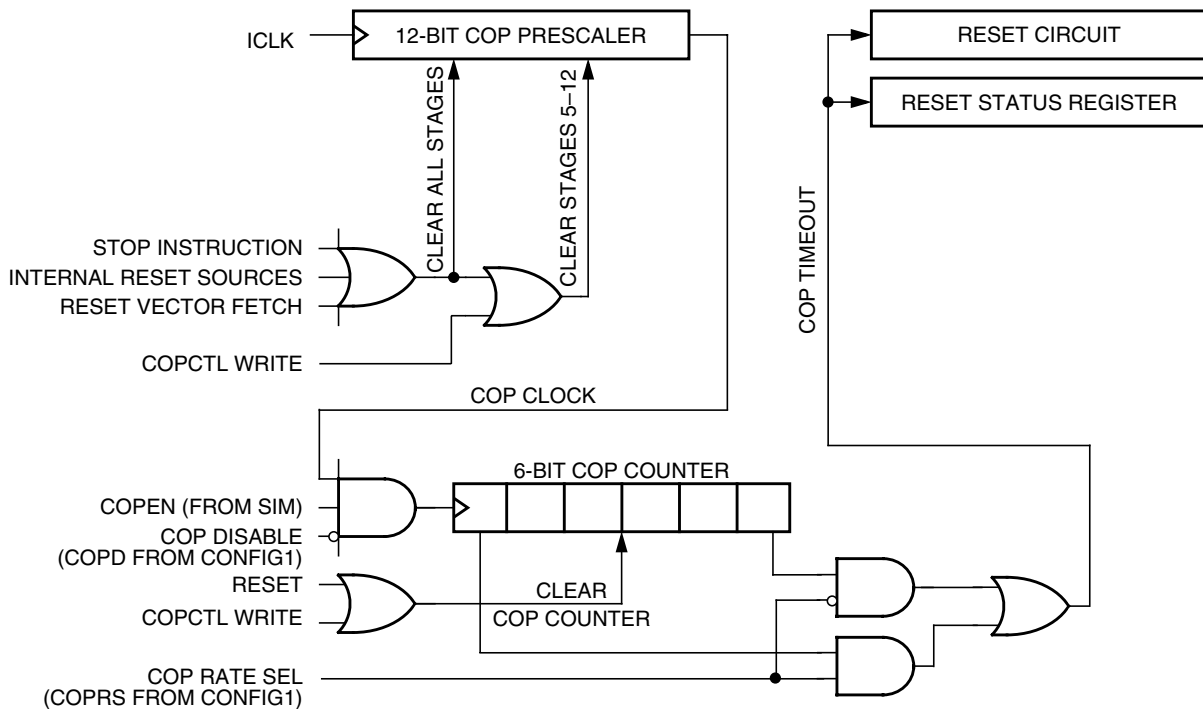 ICLK
12-BIT COP PRESCALER
RESET CIRCUIT
RESET STATUS REGISTER
CLEAR ALL STAGES
CLEAR STAGES 5–12
COP TIMEOUT
STOP INSTRUCTION
INTERNAL RESET SOURCES
RESET VECTOR FETCH
COPCTL WRITE
COP CLOCK
6-BIT COP COUNTER
COPEN (FROM SIM)
COP DISABLE
(COPD FROM CONFIG1)
RESET
COPCTL WRITE
CLEAR
COP COUNTER
COP RATE SEL
(COPRS FROM CONFIG1)